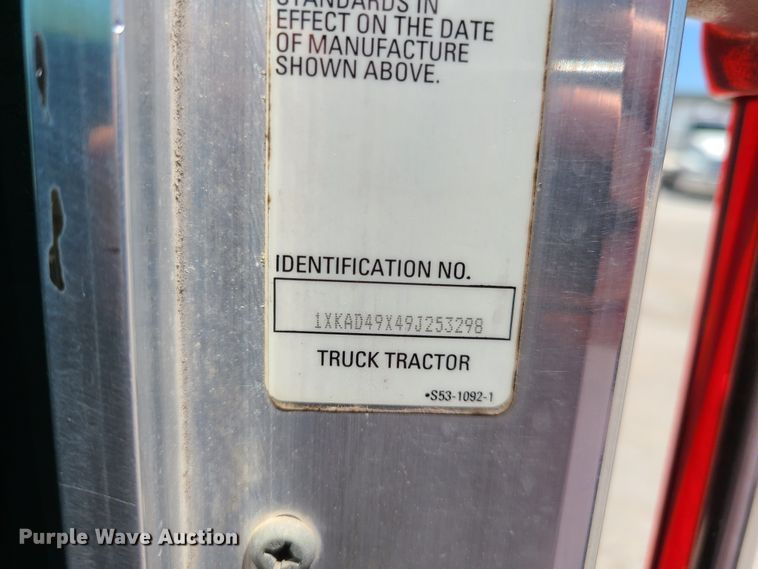 STANDARDS IN
EFFECT ON THE DATE
OF MANUFACTURE
SHOWN ABOVE.
IDENTIFICATION NO.
1XKAD49X49J253298
TRUCK TRACTOR
•S53-1092-1
Purple Wave Auction